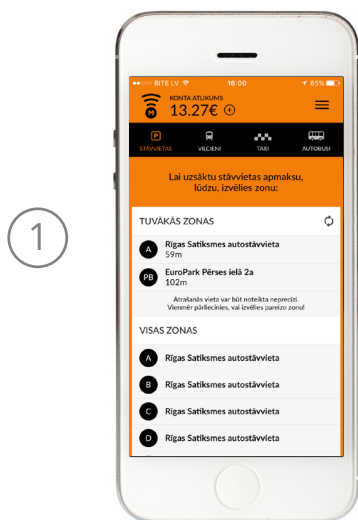 1
BITE LV 16:00 65%
KONTA ATLIKUMS
13.27€
M
P
STĀVVIETAS VILCIENI TAXI AUTOBUSI
Lai uzsāktu stāvvietas apmaksu,
lūdzu, izvēlies zonu:
TUVĀKĀS ZONAS
A Rīgas Satiksmes autostāvvieta
59m
PB EuroPark Pērses ielā 2a
102m
Atrašanās vieta var būt noteikta neprecīzi.
Vienmēr pārliecinies, vai izvēlies pareizo zonu!
VISAS ZONAS
A Rīgas Satiksmes autostāvvieta
B Rīgas Satiksmes autostāvvieta
C Rīgas Satiksmes autostāvvieta
D Rīgas Satiksmes autostāvvieta